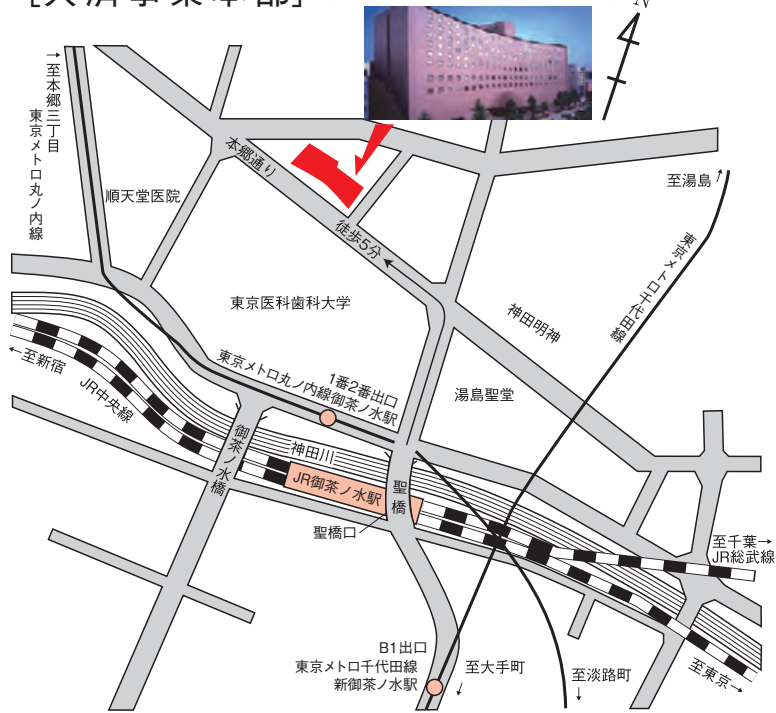 [共済事業本部]
N
→至本郷三丁目
東京メトロ丸ノ内線
順天堂医院
本郷通り
徒歩5分
至湯島↑
東京メトロ千代田線
東京医科歯科大学
神田明神
湯島聖堂
←至新宿
JR中央線
1番2番出口
東京メトロ丸ノ内線御茶ノ水駅
御茶ノ水橋
神田川
JR御茶ノ水駅
聖橋
聖橋口
至千葉→
JR総武線
至東京→
B1出口
東京メトロ千代田線
新御茶ノ水駅
至大手町
↓
至淡路町
↓